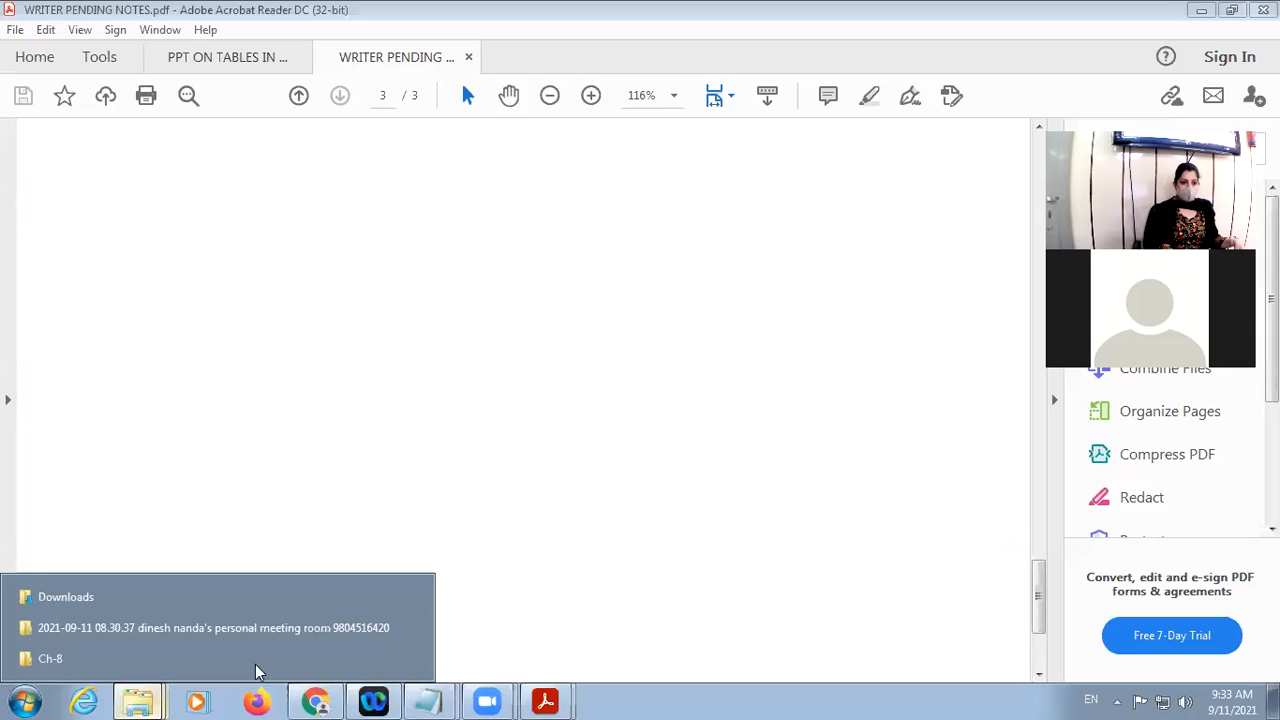 WRITER PENDING NOTES.pdf - Adobe Acrobat Reader DC (32-bit)
File Edit View Sign Window Help
Home Tools PPT ON TABLES IN ... WRITER PENDING ... × Sign In
3 / 3 116%
Combine Files
Organize Pages
Compress PDF
Redact
Convert, edit and e-sign PDF
forms & agreements
Free 7-Day Trial
Downloads
2021-09-11 08.30.37 dinesh nanda's personal meeting room 9804516420
Ch-8
EN
9:33 AM
9/11/2021